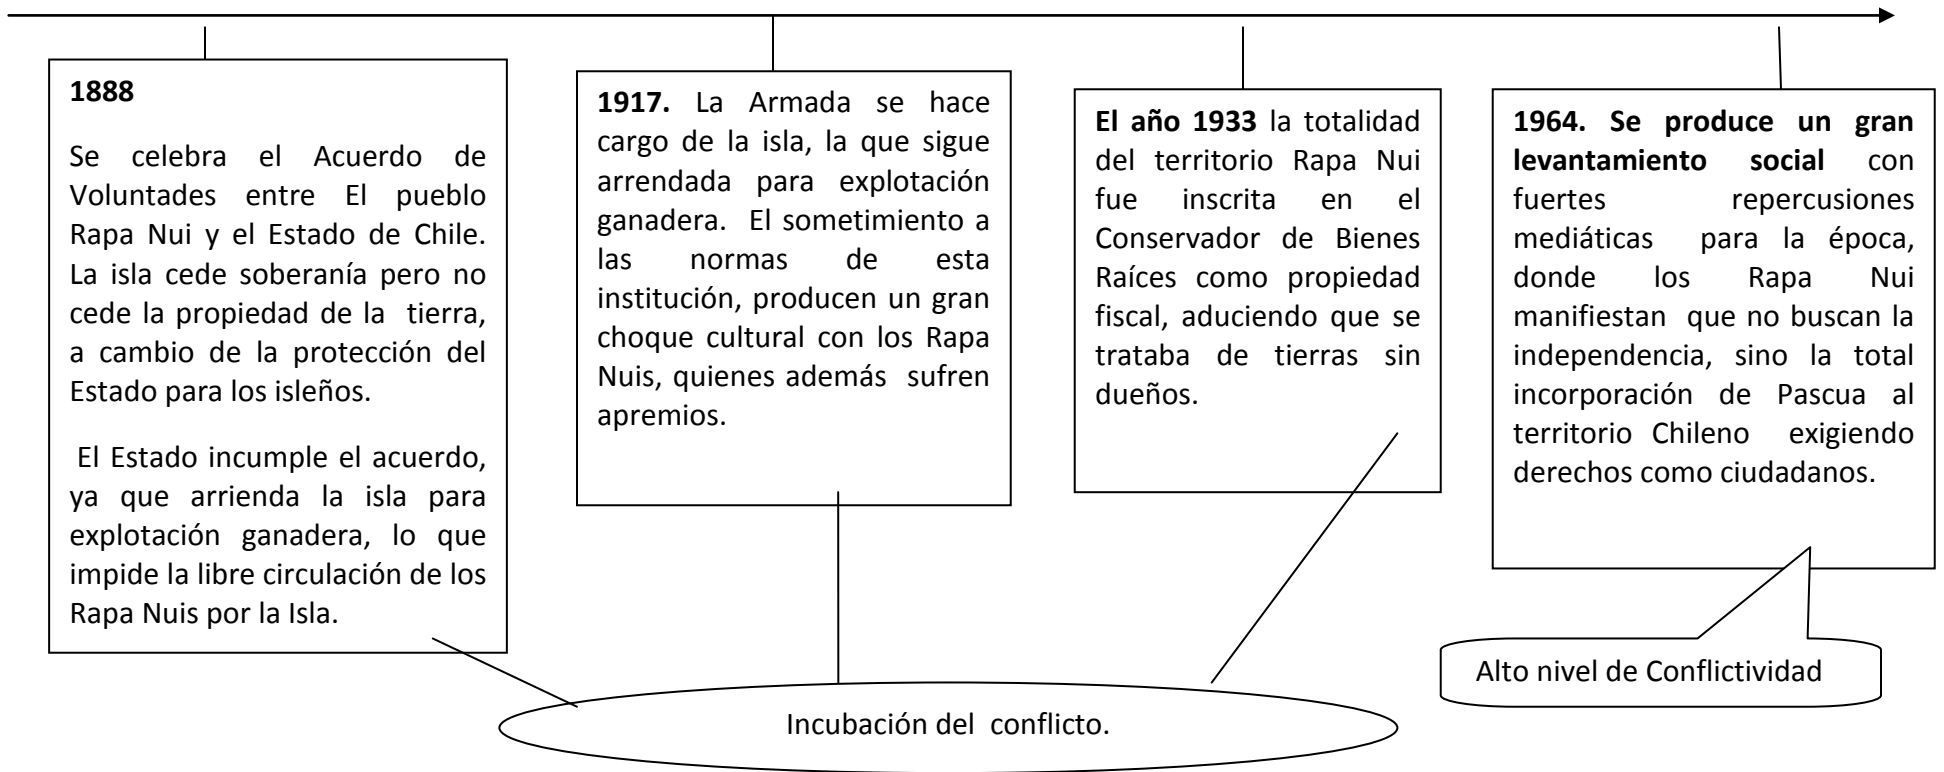 1888
Se celebra el Acuerdo de
Voluntades entre El pueblo
Rapa Nui y el Estado de Chile.
La isla cede soberanía pero no
cede la propiedad de la tierra,
a cambio de la protección del
Estado para los isleños.
El Estado incumple el acuerdo,
ya que arrienda la isla para
explotación ganadera, lo que
impide la libre circulación de los
Rapa Nuis por la Isla.
1917. La Armada se hace
cargo de la isla, la que sigue
arrendada para explotación
ganadera. El sometimiento a
las normas de esta
institución, producen un gran
choque cultural con los Rapa
Nuis, quienes además sufren
apremios.
El año 1933 la totalidad
del territorio Rapa Nui
fue inscrita en el
Conservador de Bienes
Raíces como propiedad
fiscal, aduciendo que se
trataba de tierras sin
dueños.
1964. Se produce un gran
levantamiento social con
fuertes repercusiones
mediáticas para la época,
donde los Rapa Nui
manifiestan que no buscan la
independencia, sino la total
incorporación de Pascua al
territorio Chileno exigiendo
derechos como ciudadanos.
Alto nivel de Conflictividad
Incubación del conflicto.